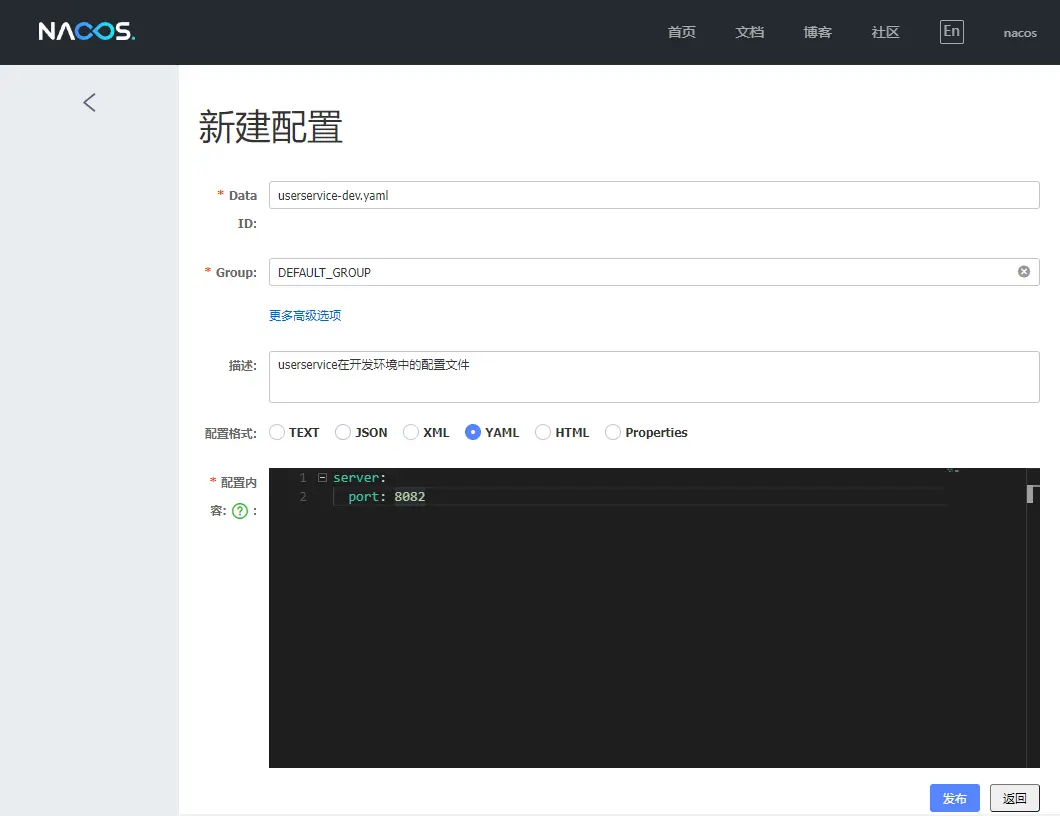 NACOS.
首页 文档 博客 社区 En nacos
新建配置
* Data ID: userservice-dev.yaml
* Group: DEFAULT_GROUP
更多高级选项
描述: userservice在开发环境中的配置文件
配置格式: TEXT JSON XML YAML HTML Properties
* 配置内容: ? :
1 server:
2 port: 8082
发布 返回